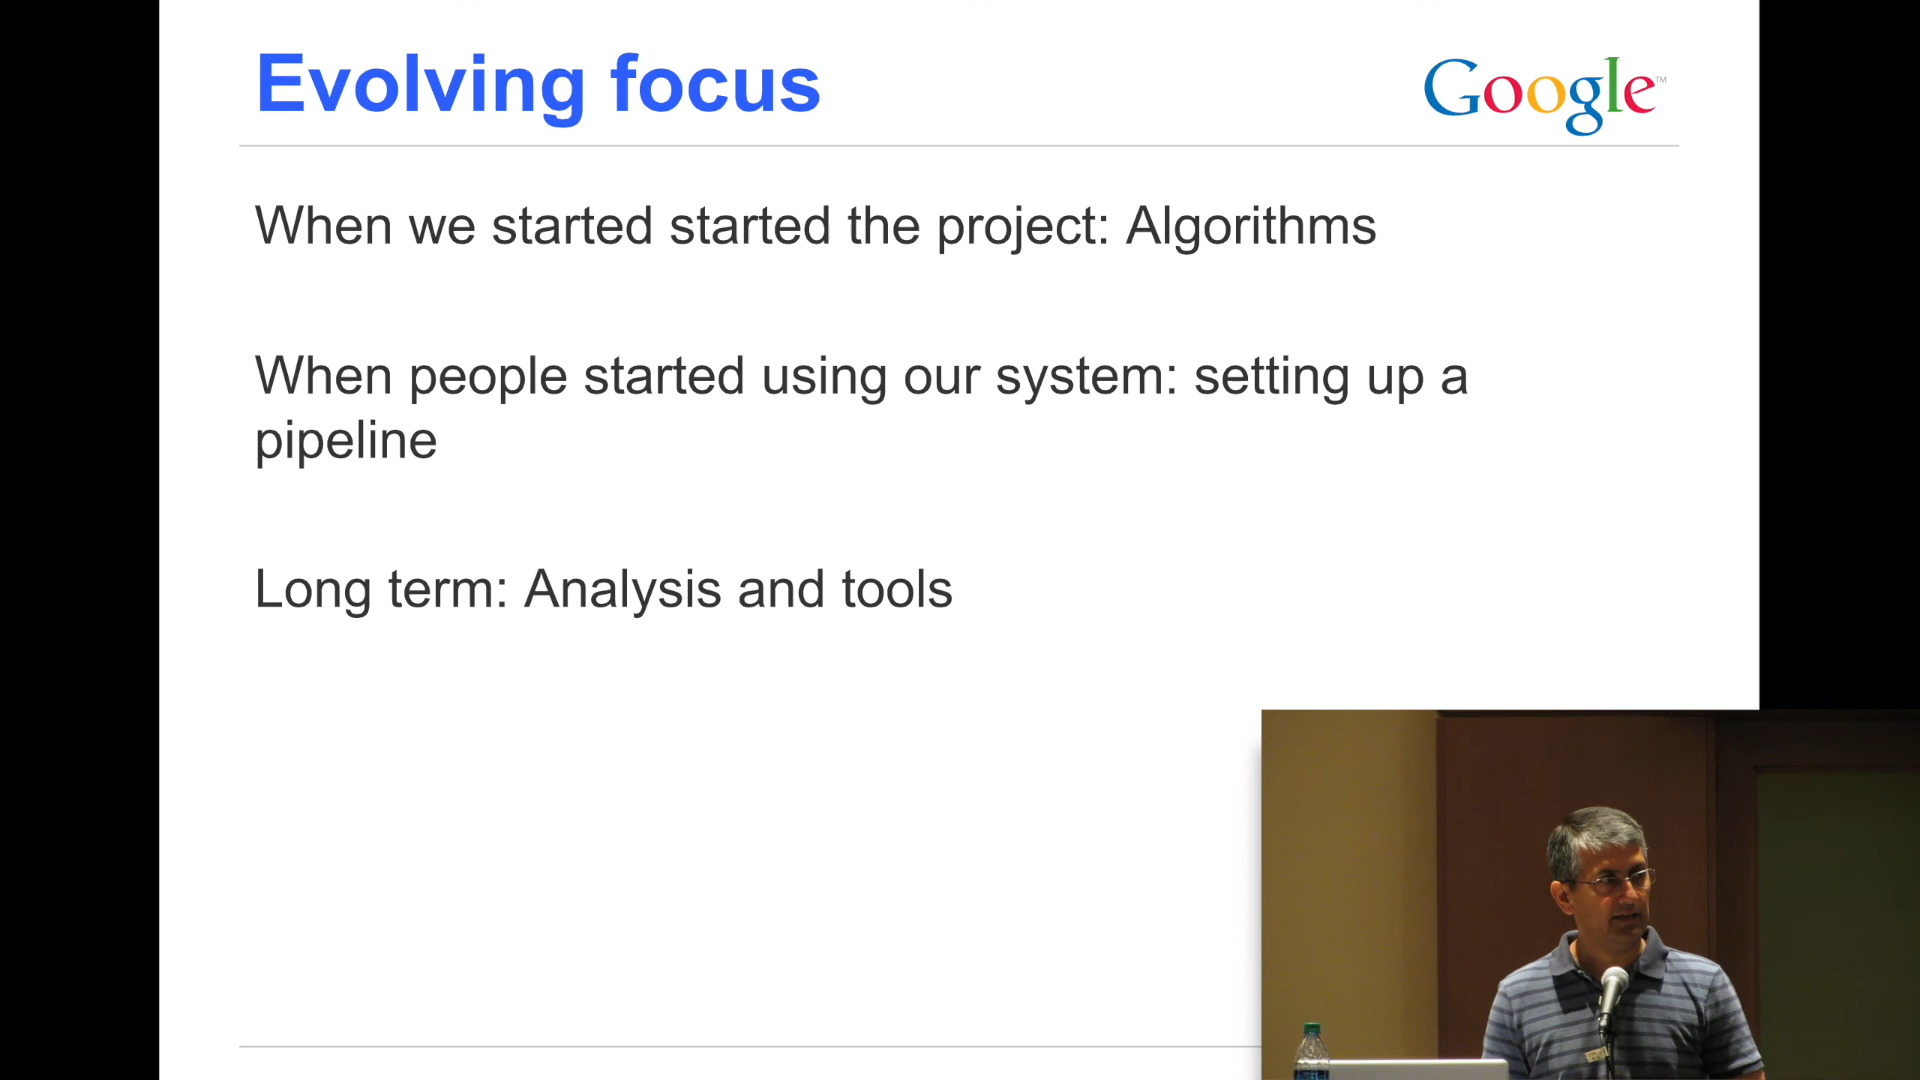 Evolving focus
Google™
When we started started the project: Algorithms
When people started using our system: setting up a
pipeline
Long term: Analysis and tools